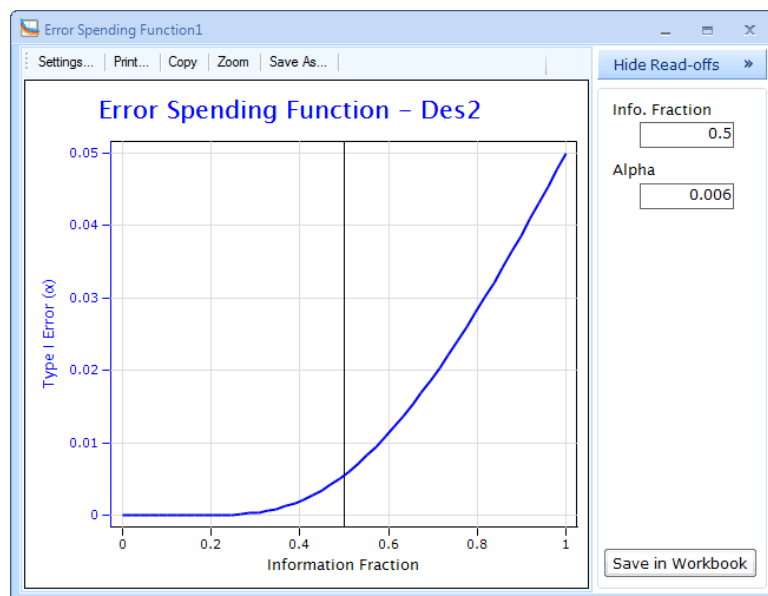 Error Spending Function1
Settings... Print... Copy Zoom Save As...
Hide Read-offs »
Error Spending Function – Des2
Info. Fraction
0.5
Alpha
0.006
Type I Error (α)
0.05
0.04
0.03
0.02
0.01
0
0 0.2 0.4 0.6 0.8 1
Information Fraction
Save in Workbook